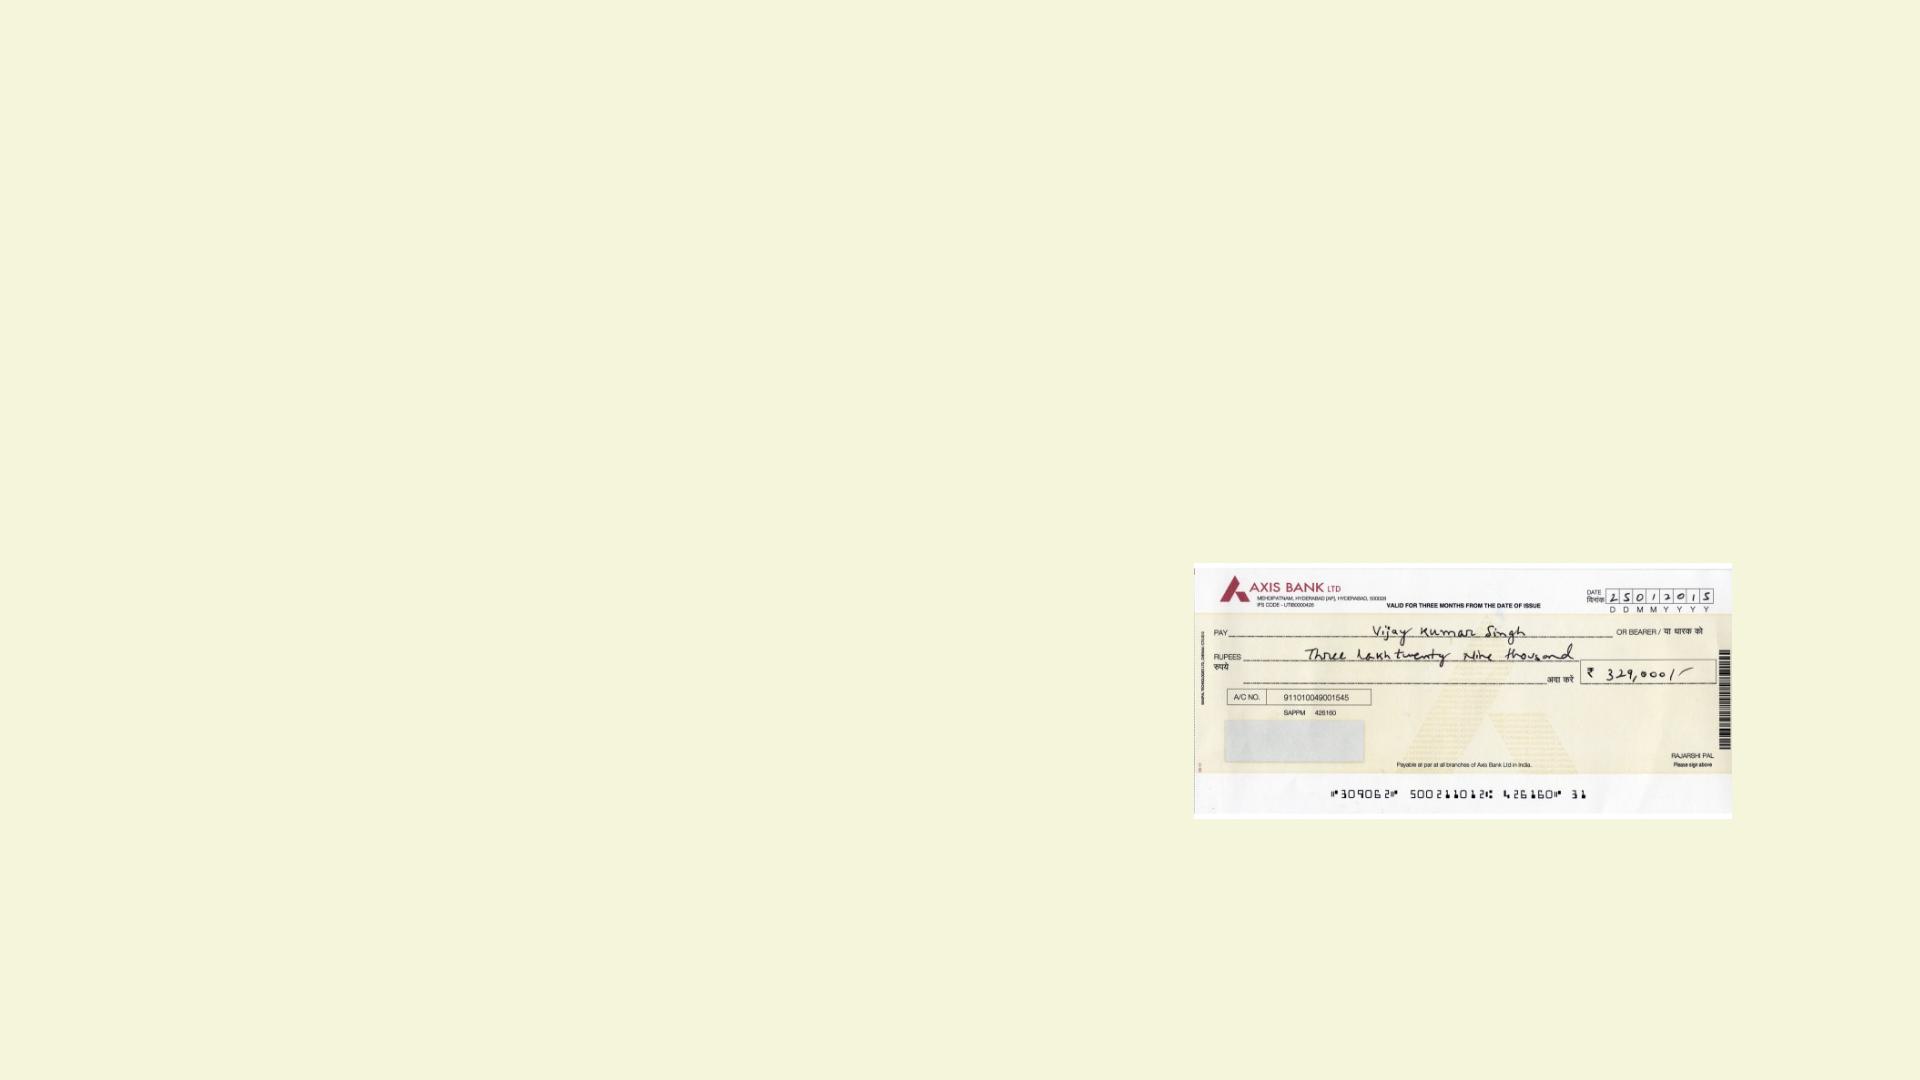 AXIS BANK LTD
MEHDIPATNAM, HYDERABAD [AP], HYDERABAD, 500028
IFS CODE - UTIB0000426
VALID FOR THREE MONTHS FROM THE DATE OF ISSUE
DATE
दिनांक
2 5 0 1 2 0 1 5
D D M M Y Y Y Y
PAY Vijay Kumar Singh OR BEARER / या धारक को
RUPEES Three Lakh twenty Nine thousand
रुपये
अदा करें ₹ 329,000/-
A/C NO. 911010049001545
SAPPM 426160
RAJARSHI PAL
Please sign above
Payable at par at all branches of Axis Bank Ltd in India.
⑈309062⑈ 500211012⑆ 426160⑈ 31